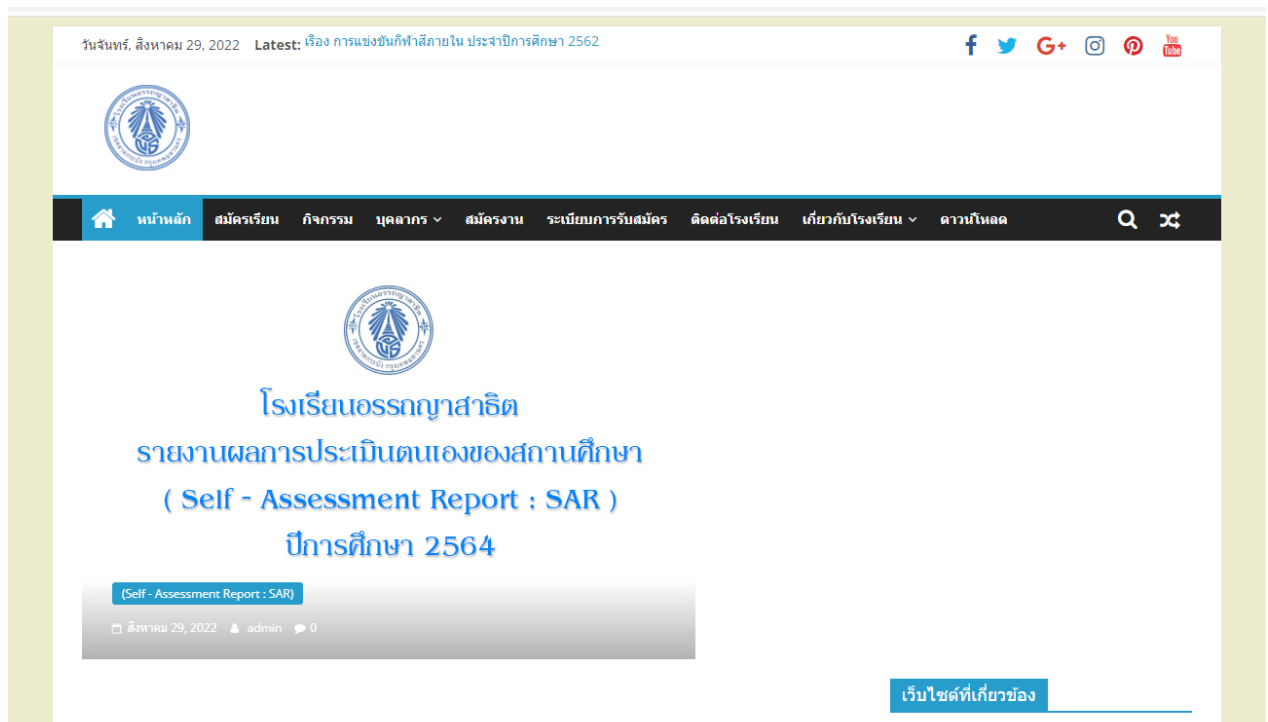 วันจันทร์, สิงหาคม 29, 2022 Latest: เรื่อง การแข่งขันกีฬาสีภายใน ประจำปีการศึกษา 2562
You
Tube
หน้าหลัก สมัครเรียน กิจกรรม บุคลากร สมัครงาน ระเบียบการรับสมัคร ติดต่อโรงเรียน เกี่ยวกับโรงเรียน ดาวน์โหลด
โรงเรียนอรรถญาสาธิต
รายงานผลการประเมินตนเองของสถานศึกษา
( Self - Assessment Report : SAR )
ปีการศึกษา 2564
(Self - Assessment Report : SAR)
สิงหาคม 29, 2022 admin 0
เว็บไซต์ที่เกี่ยวข้อง